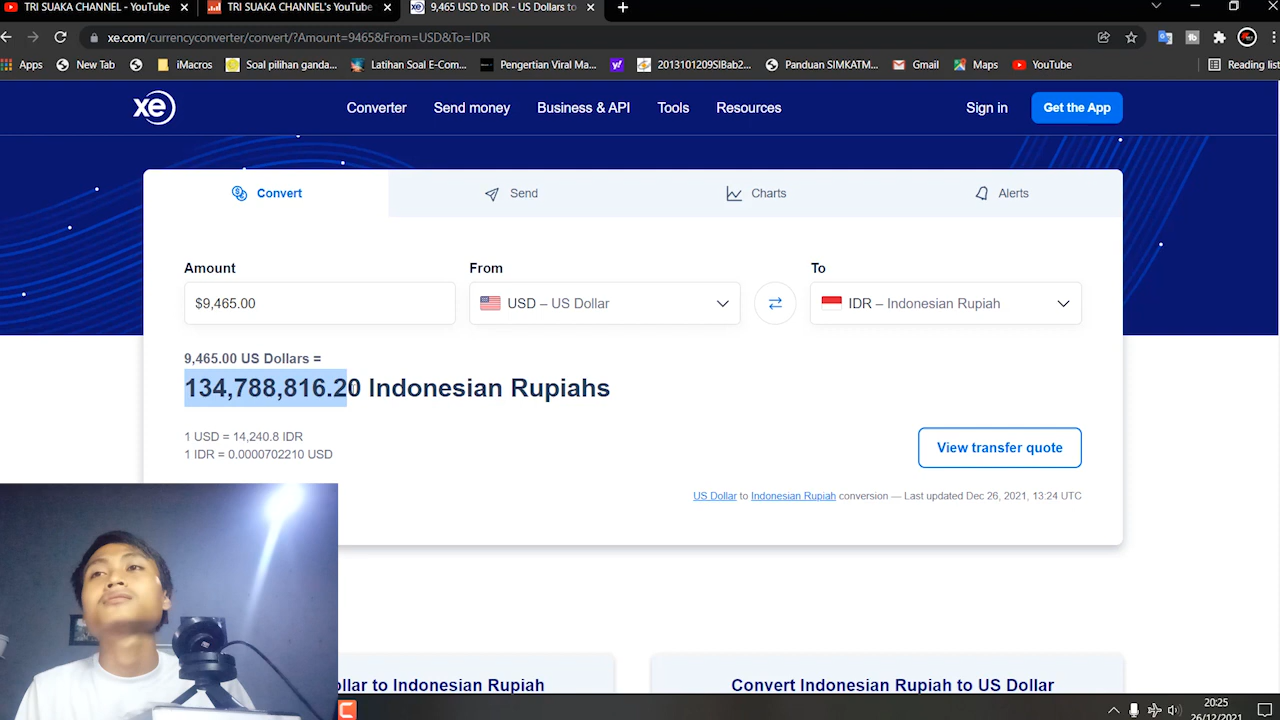 TRI SUAKA CHANNEL - YouTube
TRI SUAKA CHANNEL's YouTube
9,465 USD to IDR - US Dollars to
xe.com/currencyconverter/convert/?Amount=9465&From=USD&To=IDR
Apps
New Tab
iMacros
Soal pilihan ganda...
Latihan Soal E-Com...
Pengertian Viral Ma...
2013101209SIBab2...
Panduan SIMKATM...
Gmail
Maps
YouTube
Reading list
xe
Converter
Send money
Business & API
Tools
Resources
Sign in
Get the App
Convert
Send
Charts
Alerts
Amount
From
To
$9,465.00
USD – US Dollar
IDR – Indonesian Rupiah
9,465.00 US Dollars =
134,788,816.20 Indonesian Rupiahs
1 USD = 14,240.8 IDR
1 IDR = 0.0000702210 USD
View transfer quote
US Dollar to Indonesian Rupiah conversion — Last updated Dec 26, 2021, 13:24 UTC
ollar to Indonesian Rupiah
Convert Indonesian Rupiah to US Dollar
20:25
26/12/2021